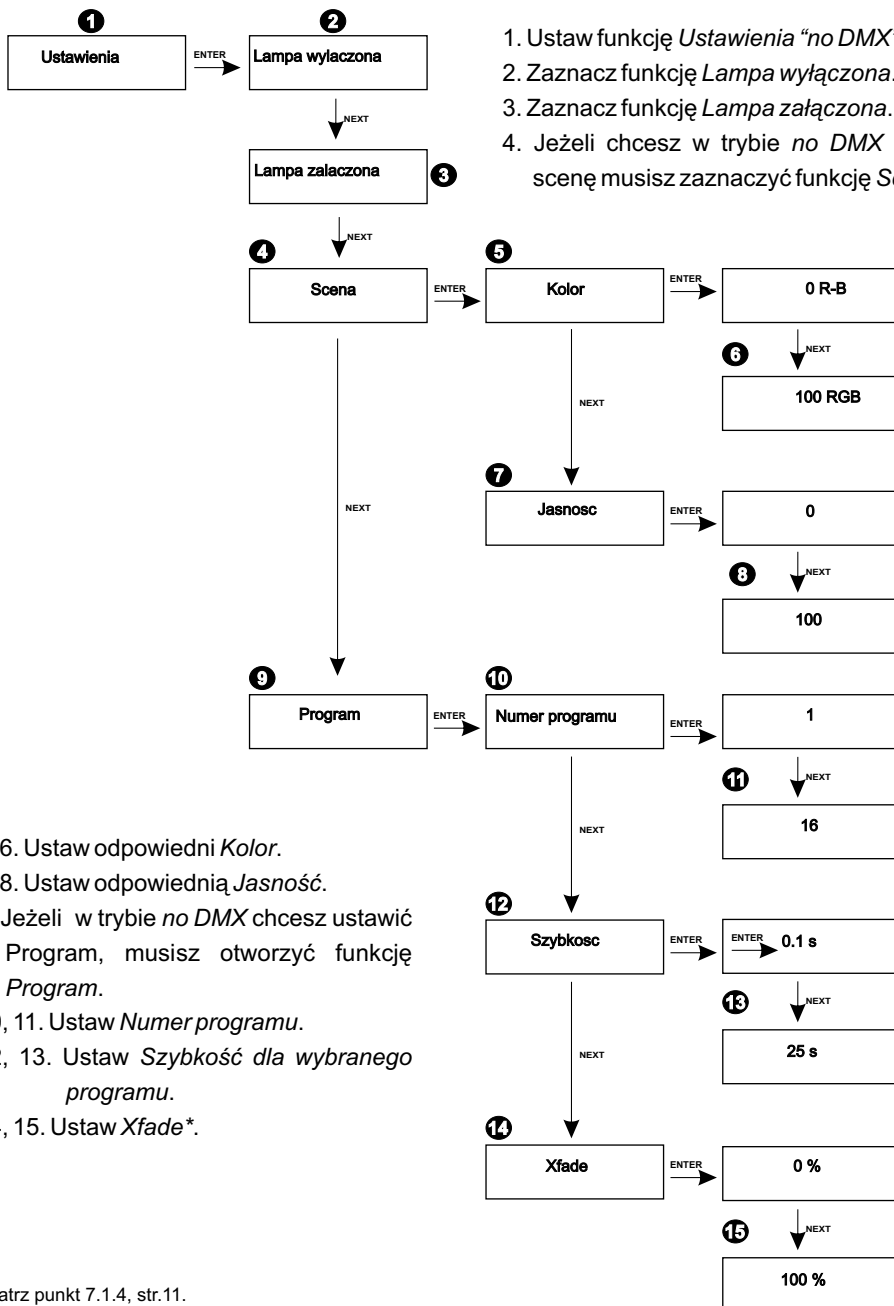 1 2
Ustawienia ENTER Lampa wylaczona
NEXT
Lampa zalaczona 3
NEXT
1. Ustaw funkcję Ustawienia “no DMX”
2. Zaznacz funkcję Lampa wyłączona.
3. Zaznacz funkcję Lampa załączona.
4. Jeżeli chcesz w trybie no DMX
scenę musisz zaznaczyć funkcję
4 5
Scena ENTER Kolor ENTER 0 R-B
6 NEXT
100 RGB
NEXT
7
Jasnosc ENTER 0
NEXT
8 NEXT
100
9 10
Program ENTER Numer programu ENTER 1
11 NEXT
16
NEXT
12
Szybkosc ENTER ENTER 0.1 s
13 NEXT
25 s
NEXT
14
Xfade ENTER 0 %
15 NEXT
100 %
6. Ustaw odpowiedni Kolor.
8. Ustaw odpowiednią Jasność.
Jeżeli w trybie no DMX chcesz ustawić
Program, musisz otworzyć funkcję
Program.
, 11. Ustaw Numer programu.
, 13. Ustaw Szybkość dla wybranego
programu.
, 15. Ustaw Xfade*.
atrz punkt 7.1.4, str.11.